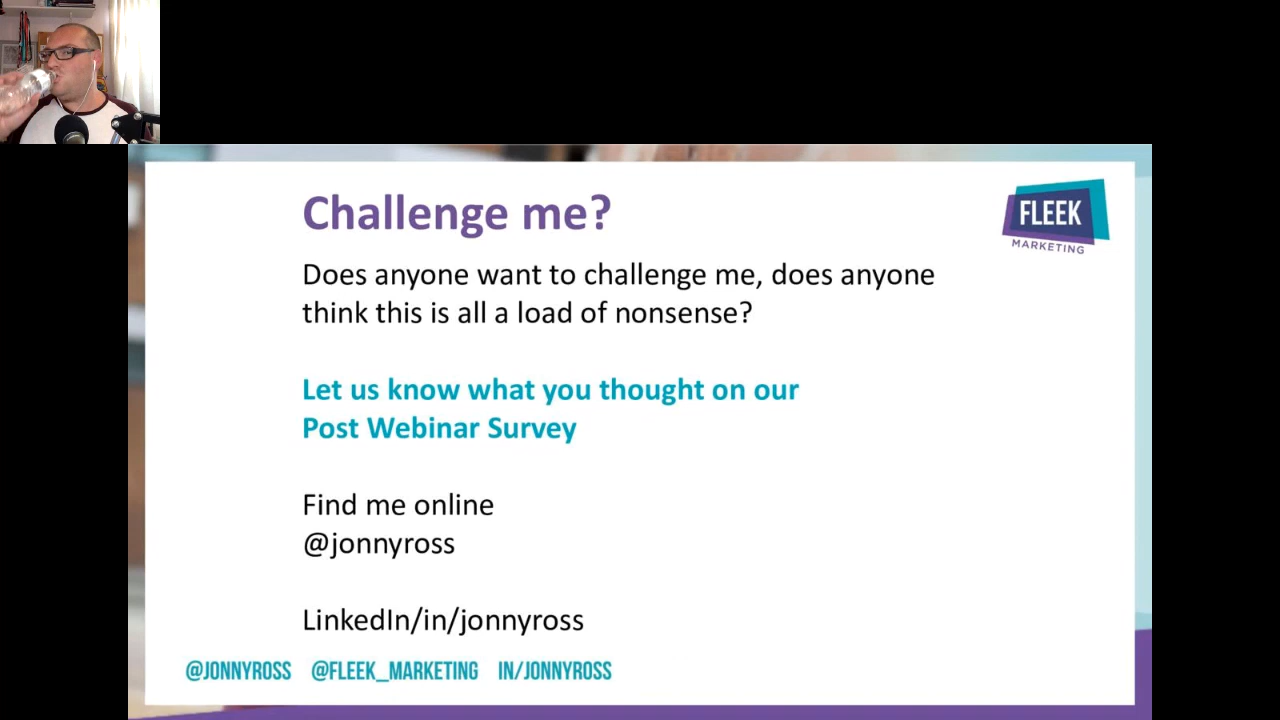 Challenge me?
FLEEK
MARKETING
Does anyone want to challenge me, does anyone
think this is all a load of nonsense?
Let us know what you thought on our
Post Webinar Survey
Find me online
@jonnyross
LinkedIn/in/jonnyross
@JONNYROSS @FLEEK_MARKETING IN/JONNYROSS